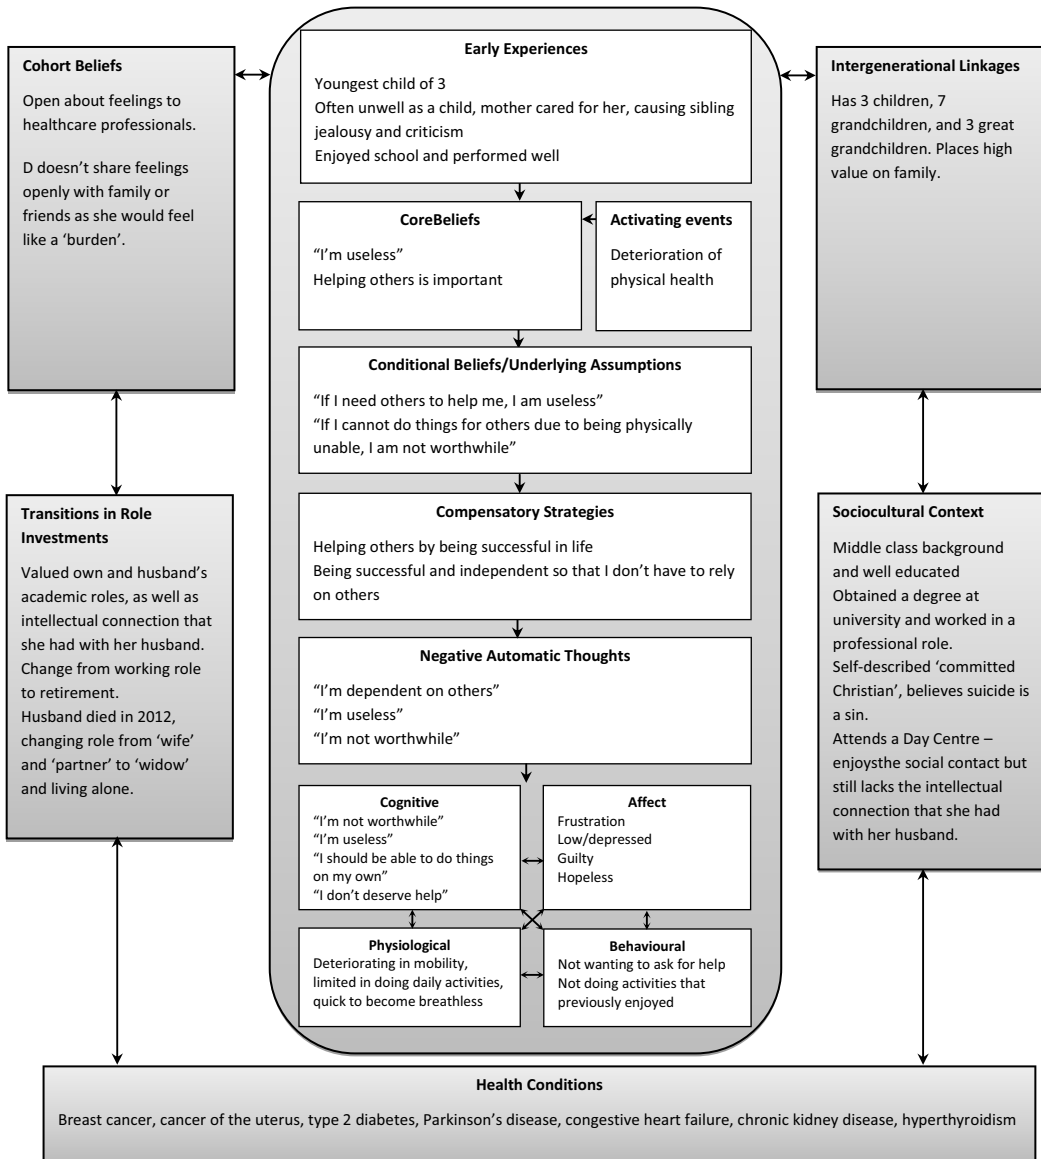 Cohort Beliefs
Open about feelings to
healthcare professionals.
D doesn't share feelings
openly with family or
friends as she would feel
like a 'burden'.
Early Experiences
Youngest child of 3
Often unwell as a child, mother cared for her, causing sibling
jealousy and criticism
Enjoyed school and performed well
Intergenerational Linkages
Has 3 children, 7
grandchildren, and 3 great
grandchildren. Places high
value on family.
CoreBeliefs
“I’m useless”
Helping others is important
Activating events
Deterioration of
physical health
Conditional Beliefs/Underlying Assumptions
“If I need others to help me, I am useless”
“If I cannot do things for others due to being physically
unable, I am not worthwhile”
Transitions in Role
Investments
Valued own and husband’s
academic roles, as well as
intellectual connection that
she had with her husband.
Change from working role
to retirement.
Husband died in 2012,
changing role from ‘wife’
and ‘partner’ to ‘widow’
and living alone.
Compensatory Strategies
Helping others by being successful in life
Being successful and independent so that I don’t have to rely
on others
Negative Automatic Thoughts
“I’m dependent on others”
“I’m useless”
“I’m not worthwhile”
Sociocultural Context
Middle class background
and well educated
Obtained a degree at
university and worked in a
professional role.
Self-described ‘committed
Christian’, believes suicide is
a sin.
Attends a Day Centre –
enjoysthe social contact but
still lacks the intellectual
connection that she had
with her husband.
Cognitive
“I’m not worthwhile”
“I’m useless”
“I should be able to do things
on my own”
“I don’t deserve help”
Affect
Frustration
Low/depressed
Guilty
Hopeless
Physiological
Deteriorating in mobility,
limited in doing daily activities,
quick to become breathless
Behavioural
Not wanting to ask for help
Not doing activities that
previously enjoyed
Health Conditions
Breast cancer, cancer of the uterus, type 2 diabetes, Parkinson’s disease, congestive heart failure, chronic kidney disease, hyperthyroidism